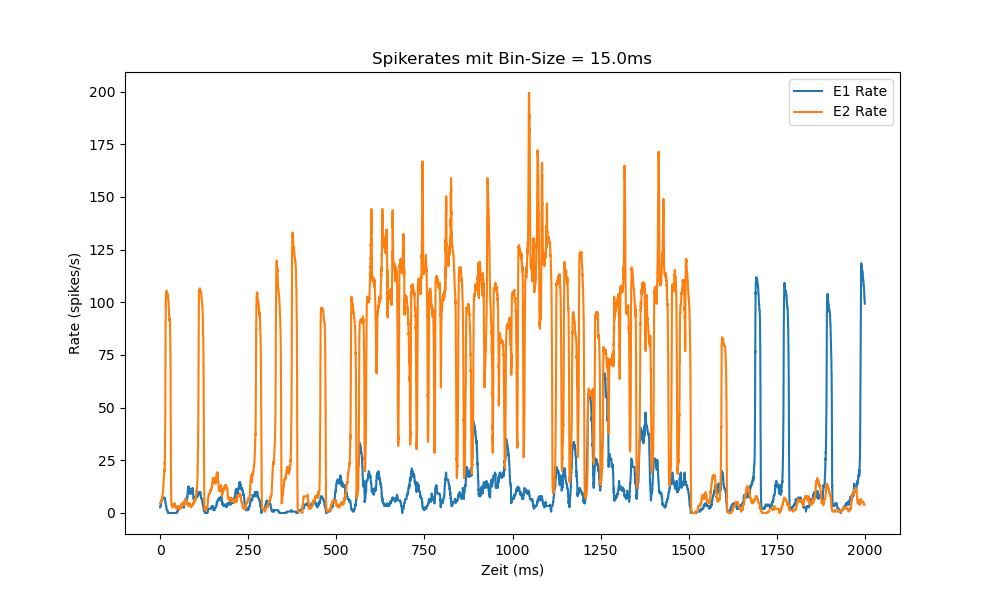 Spikerates mit Bin-Size = 15.0ms
E1 Rate
E2 Rate
200
175
150
125
100
75
50
25
0
Rate (spikes/s)
0 250 500 750 1000 1250 1500 1750 2000
Zeit (ms)